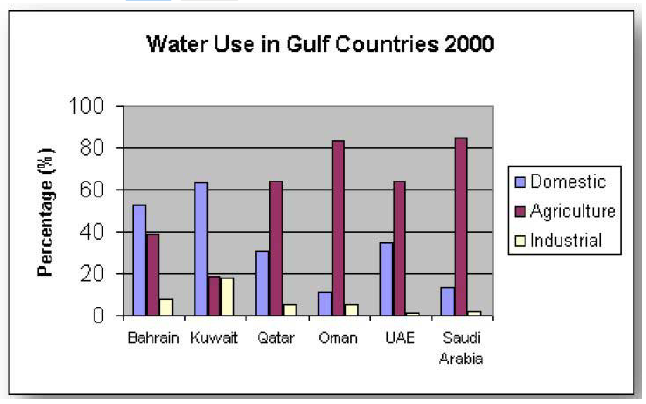 Water Use in Gulf Countries 2000
Percentage (%)
100
80
60
40
20
0
Bahrain Kuwait Qatar Oman UAE Saudi
Arabia
Domestic
Agriculture
Industrial